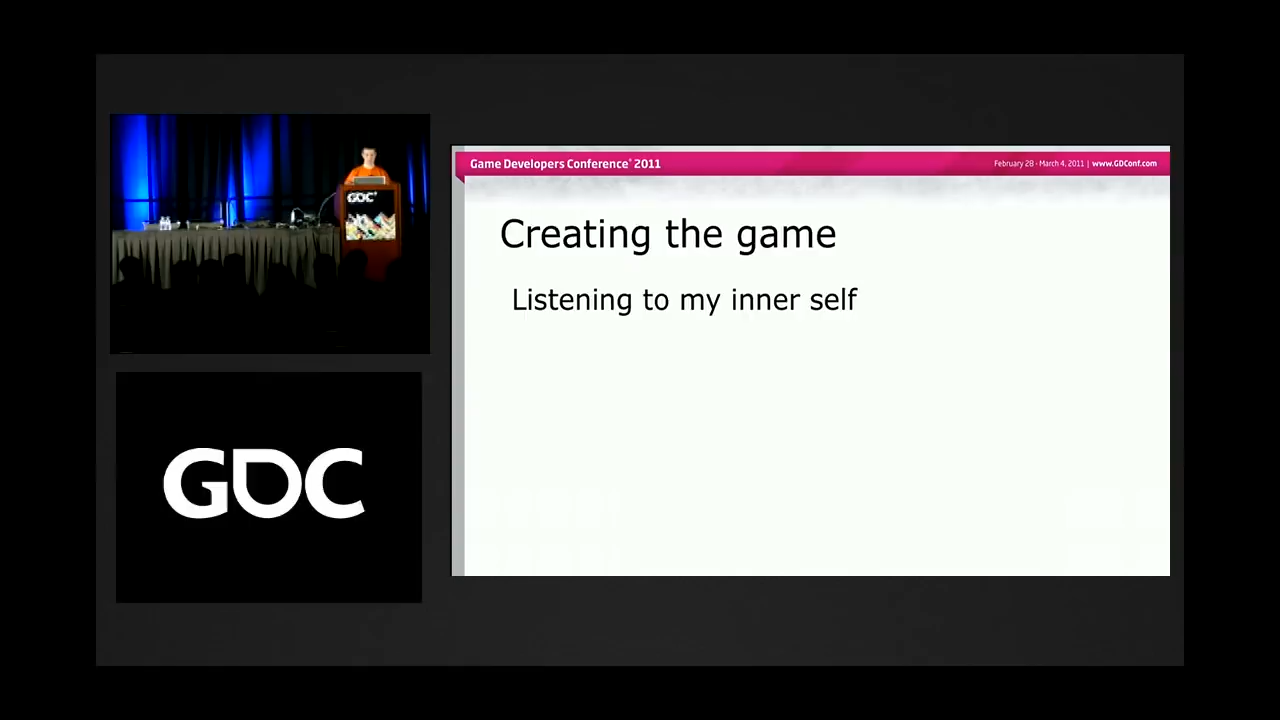 GDC
GDC
Game Developers Conference® 2011
February 28 - March 4, 2011 | www.GDConf.com
Creating the game
Listening to my inner self